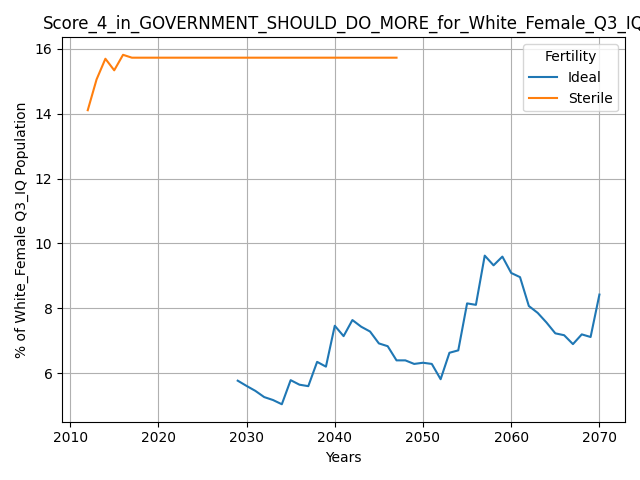 Score_4_in_GOVERNMENT_SHOULD_DO_MORE_for_White_Female_Q3_IQ
16
14
12
10
8
6
% of White_Female Q3_IQ Population
Fertility
Ideal
Sterile
2010 2020 2030 2040 2050 2060 2070
Years